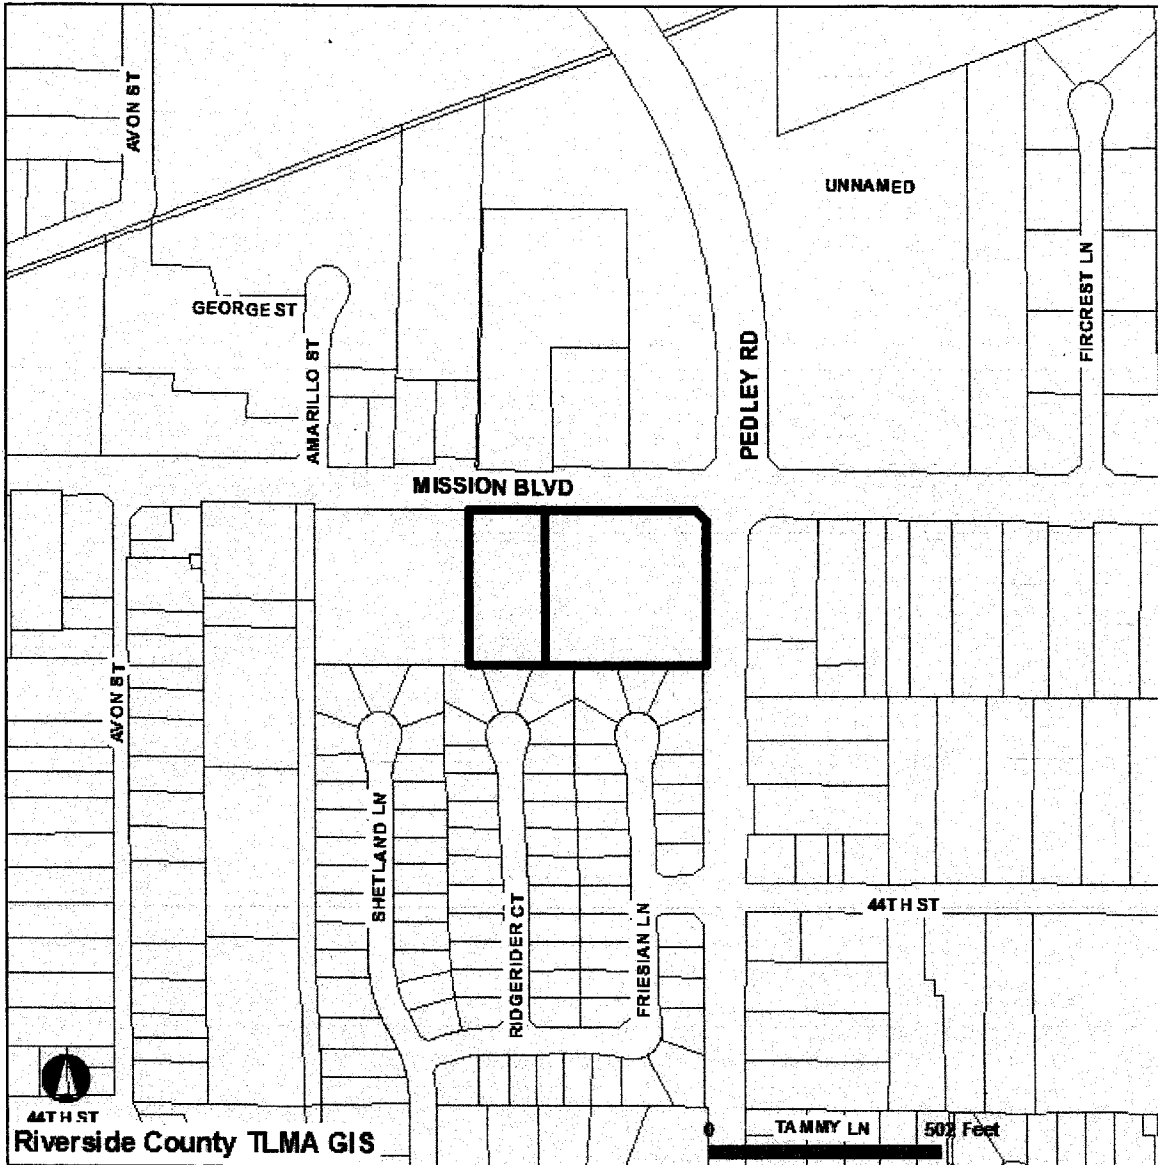 AVON ST
UNNAMED
FIRCREST LN
GEORGE ST
AMARILLO ST
PEDLEY RD
MISSION BLVD
AVON ST
SHETLAND LN
RIDGERIDER CT
FRIESIAN LN
44TH ST
44TH ST
Riverside County TLMA GIS
0 TAMMY LN 502 Feet